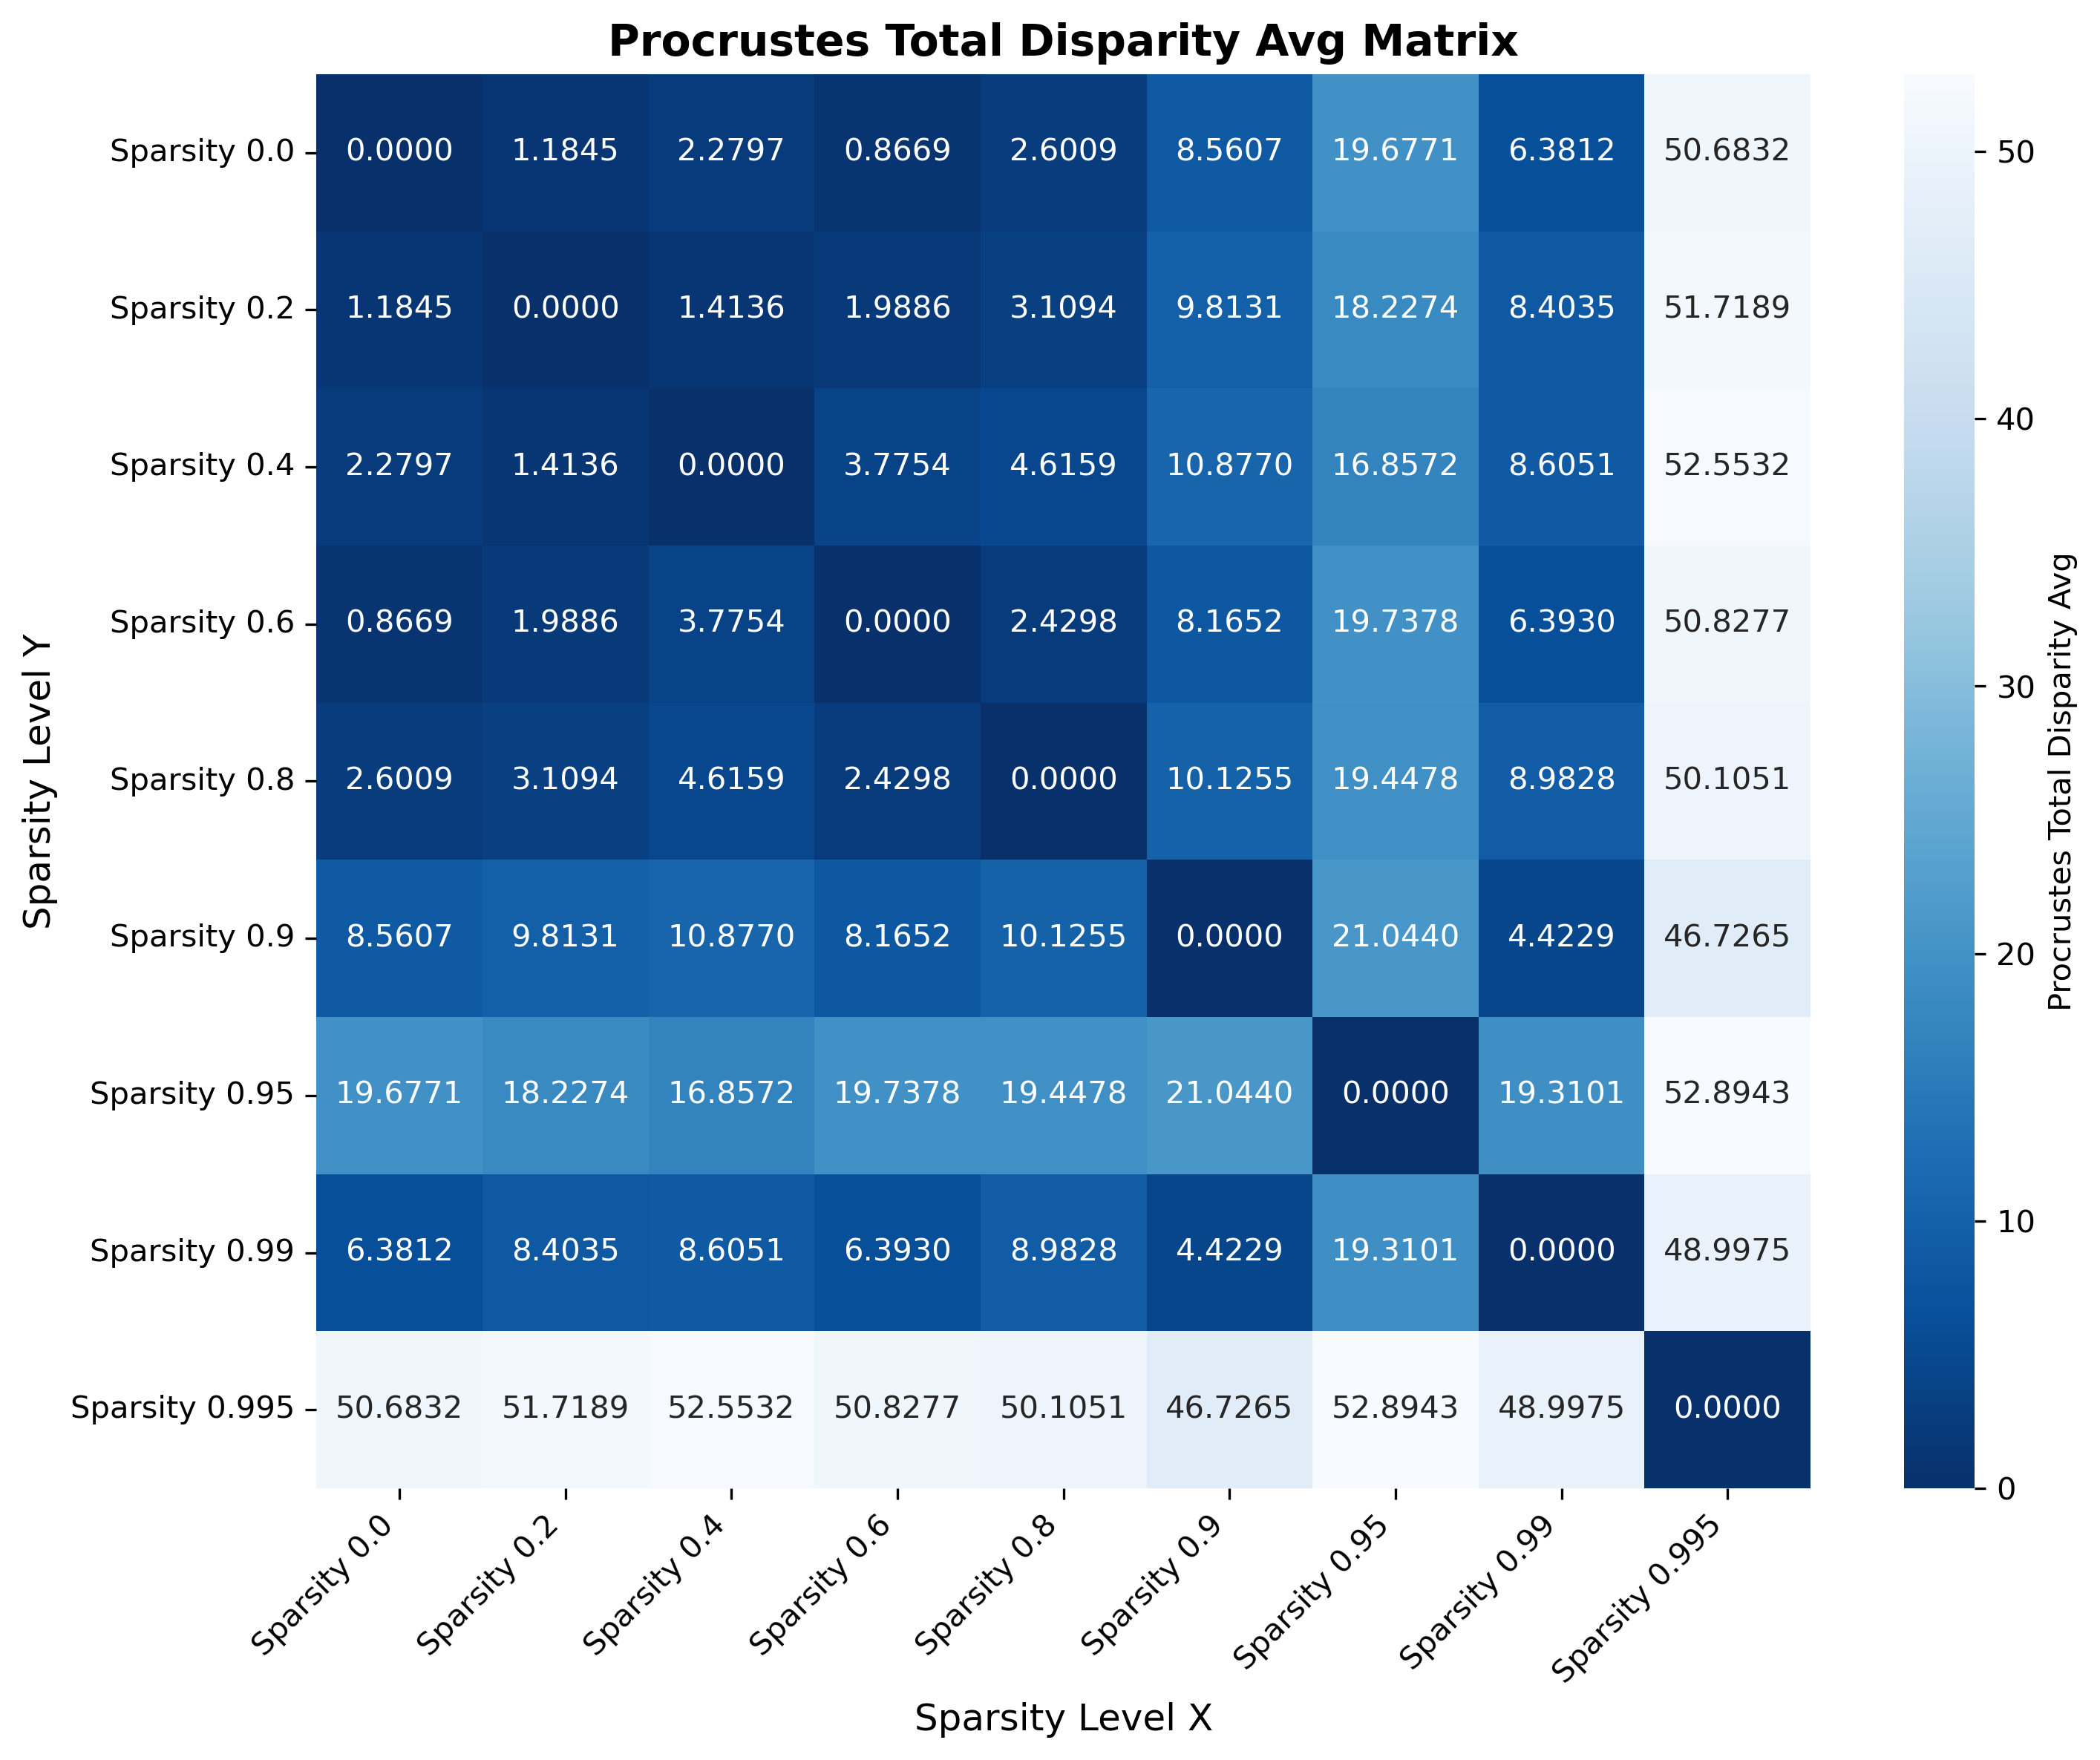 Procrustes Total Disparity Avg Matrix
Sparsity 0.0 0.0000 1.1845 2.2797 0.8669 2.6009 8.5607 19.6771 6.3812 50.6832
Sparsity 0.2 1.1845 0.0000 1.4136 1.9886 3.1094 9.8131 18.2274 8.4035 51.7189
Sparsity 0.4 2.2797 1.4136 0.0000 3.7754 4.6159 10.8770 16.8572 8.6051 52.5532
Sparsity 0.6 0.8669 1.9886 3.7754 0.0000 2.4298 8.1652 19.7378 6.3930 50.8277
Sparsity 0.8 2.6009 3.1094 4.6159 2.4298 0.0000 10.1255 19.4478 8.9828 50.1051
Sparsity 0.9 8.5607 9.8131 10.8770 8.1652 10.1255 0.0000 21.0440 4.4229 46.7265
Sparsity 0.95 19.6771 18.2274 16.8572 19.7378 19.4478 21.0440 0.0000 19.3101 52.8943
Sparsity 0.99 6.3812 8.4035 8.6051 6.3930 8.9828 4.4229 19.3101 0.0000 48.9975
Sparsity 0.995 50.6832 51.7189 52.5532 50.8277 50.1051 46.7265 52.8943 48.9975 0.0000
Sparsity 0.0 Sparsity 0.2 Sparsity 0.4 Sparsity 0.6 Sparsity 0.8 Sparsity 0.9 Sparsity 0.95 Sparsity 0.99 Sparsity 0.995
Sparsity Level X
Sparsity Level Y
50
40
30
20
10
0
Procrustes Total Disparity Avg